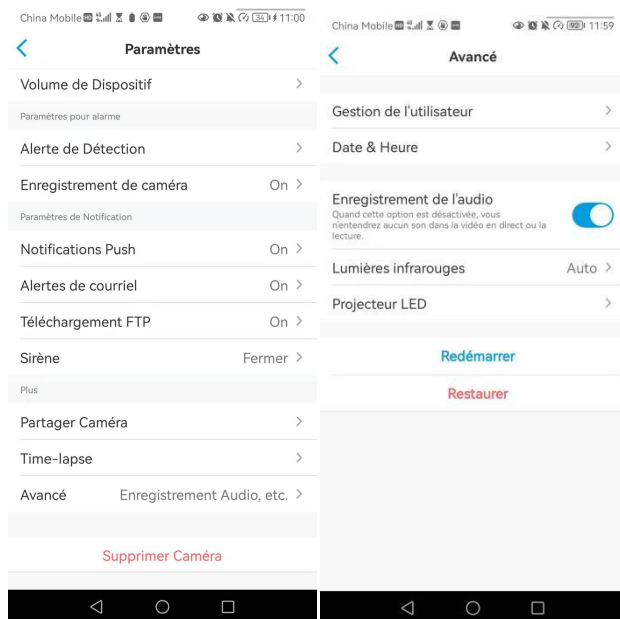 China Mobile
34
11:00
Paramètres
Volume de Dispositif
Paramètres pour alarme
Alerte de Détection
Enregistrement de caméra On
Paramètres de Notification
Notifications Push On
Alertes de courriel On
Téléchargement FTP On
Sirène Fermer
Plus
Partager Caméra
Time-lapse
Avancé Enregistrement Audio, etc.
Supprimer Caméra
China Mobile
92
11:59
Avancé
Gestion de l'utilisateur
Date & Heure
Enregistrement de l'audio
Quand cette option est désactivée, vous
n'entendrez aucun son dans la vidéo en direct ou la
lecture.
Lumières infrarouges Auto
Projecteur LED
Redémarrer
Restaurer